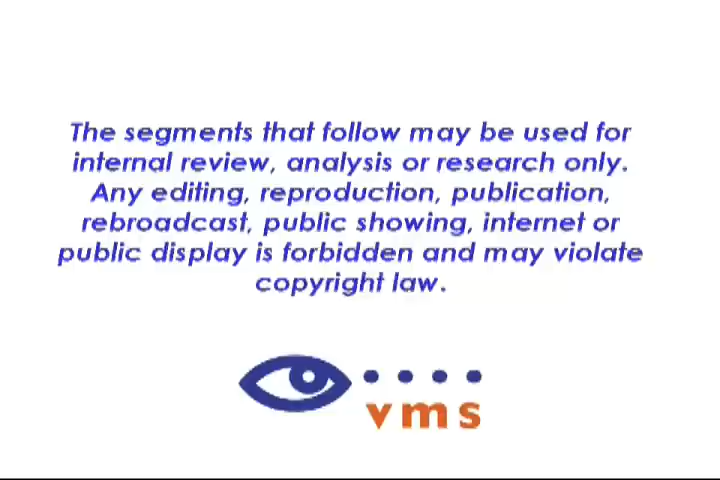 The segments that follow may be used for
internal review, analysis or research only.
Any editing, reproduction, publication,
rebroadcast, public showing, internet or
public display is forbidden and may violate
copyright law.
vms